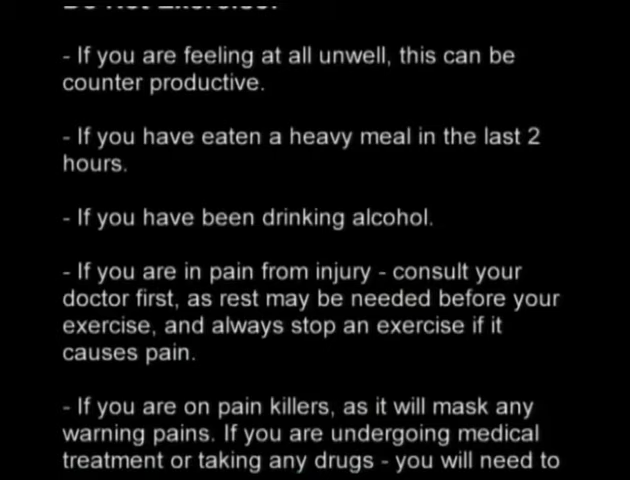 Do Not Exercise:
- If you are feeling at all unwell, this can be
counter productive.
- If you have eaten a heavy meal in the last 2
hours.
- If you have been drinking alcohol.
- If you are in pain from injury - consult your
doctor first, as rest may be needed before your
exercise, and always stop an exercise if it
causes pain.
- If you are on pain killers, as it will mask any
warning pains. If you are undergoing medical
treatment or taking any drugs - you will need to